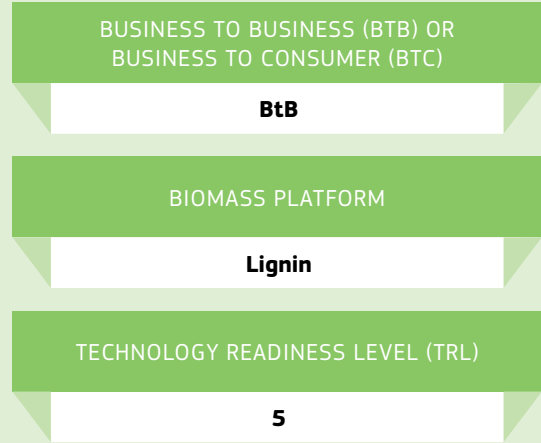 BUSINESS TO BUSINESS (BTB) OR
BUSINESS TO CONSUMER (BTC)
BtB
BIOMASS PLATFORM
Lignin
TECHNOLOGY READINESS LEVEL (TRL)
5